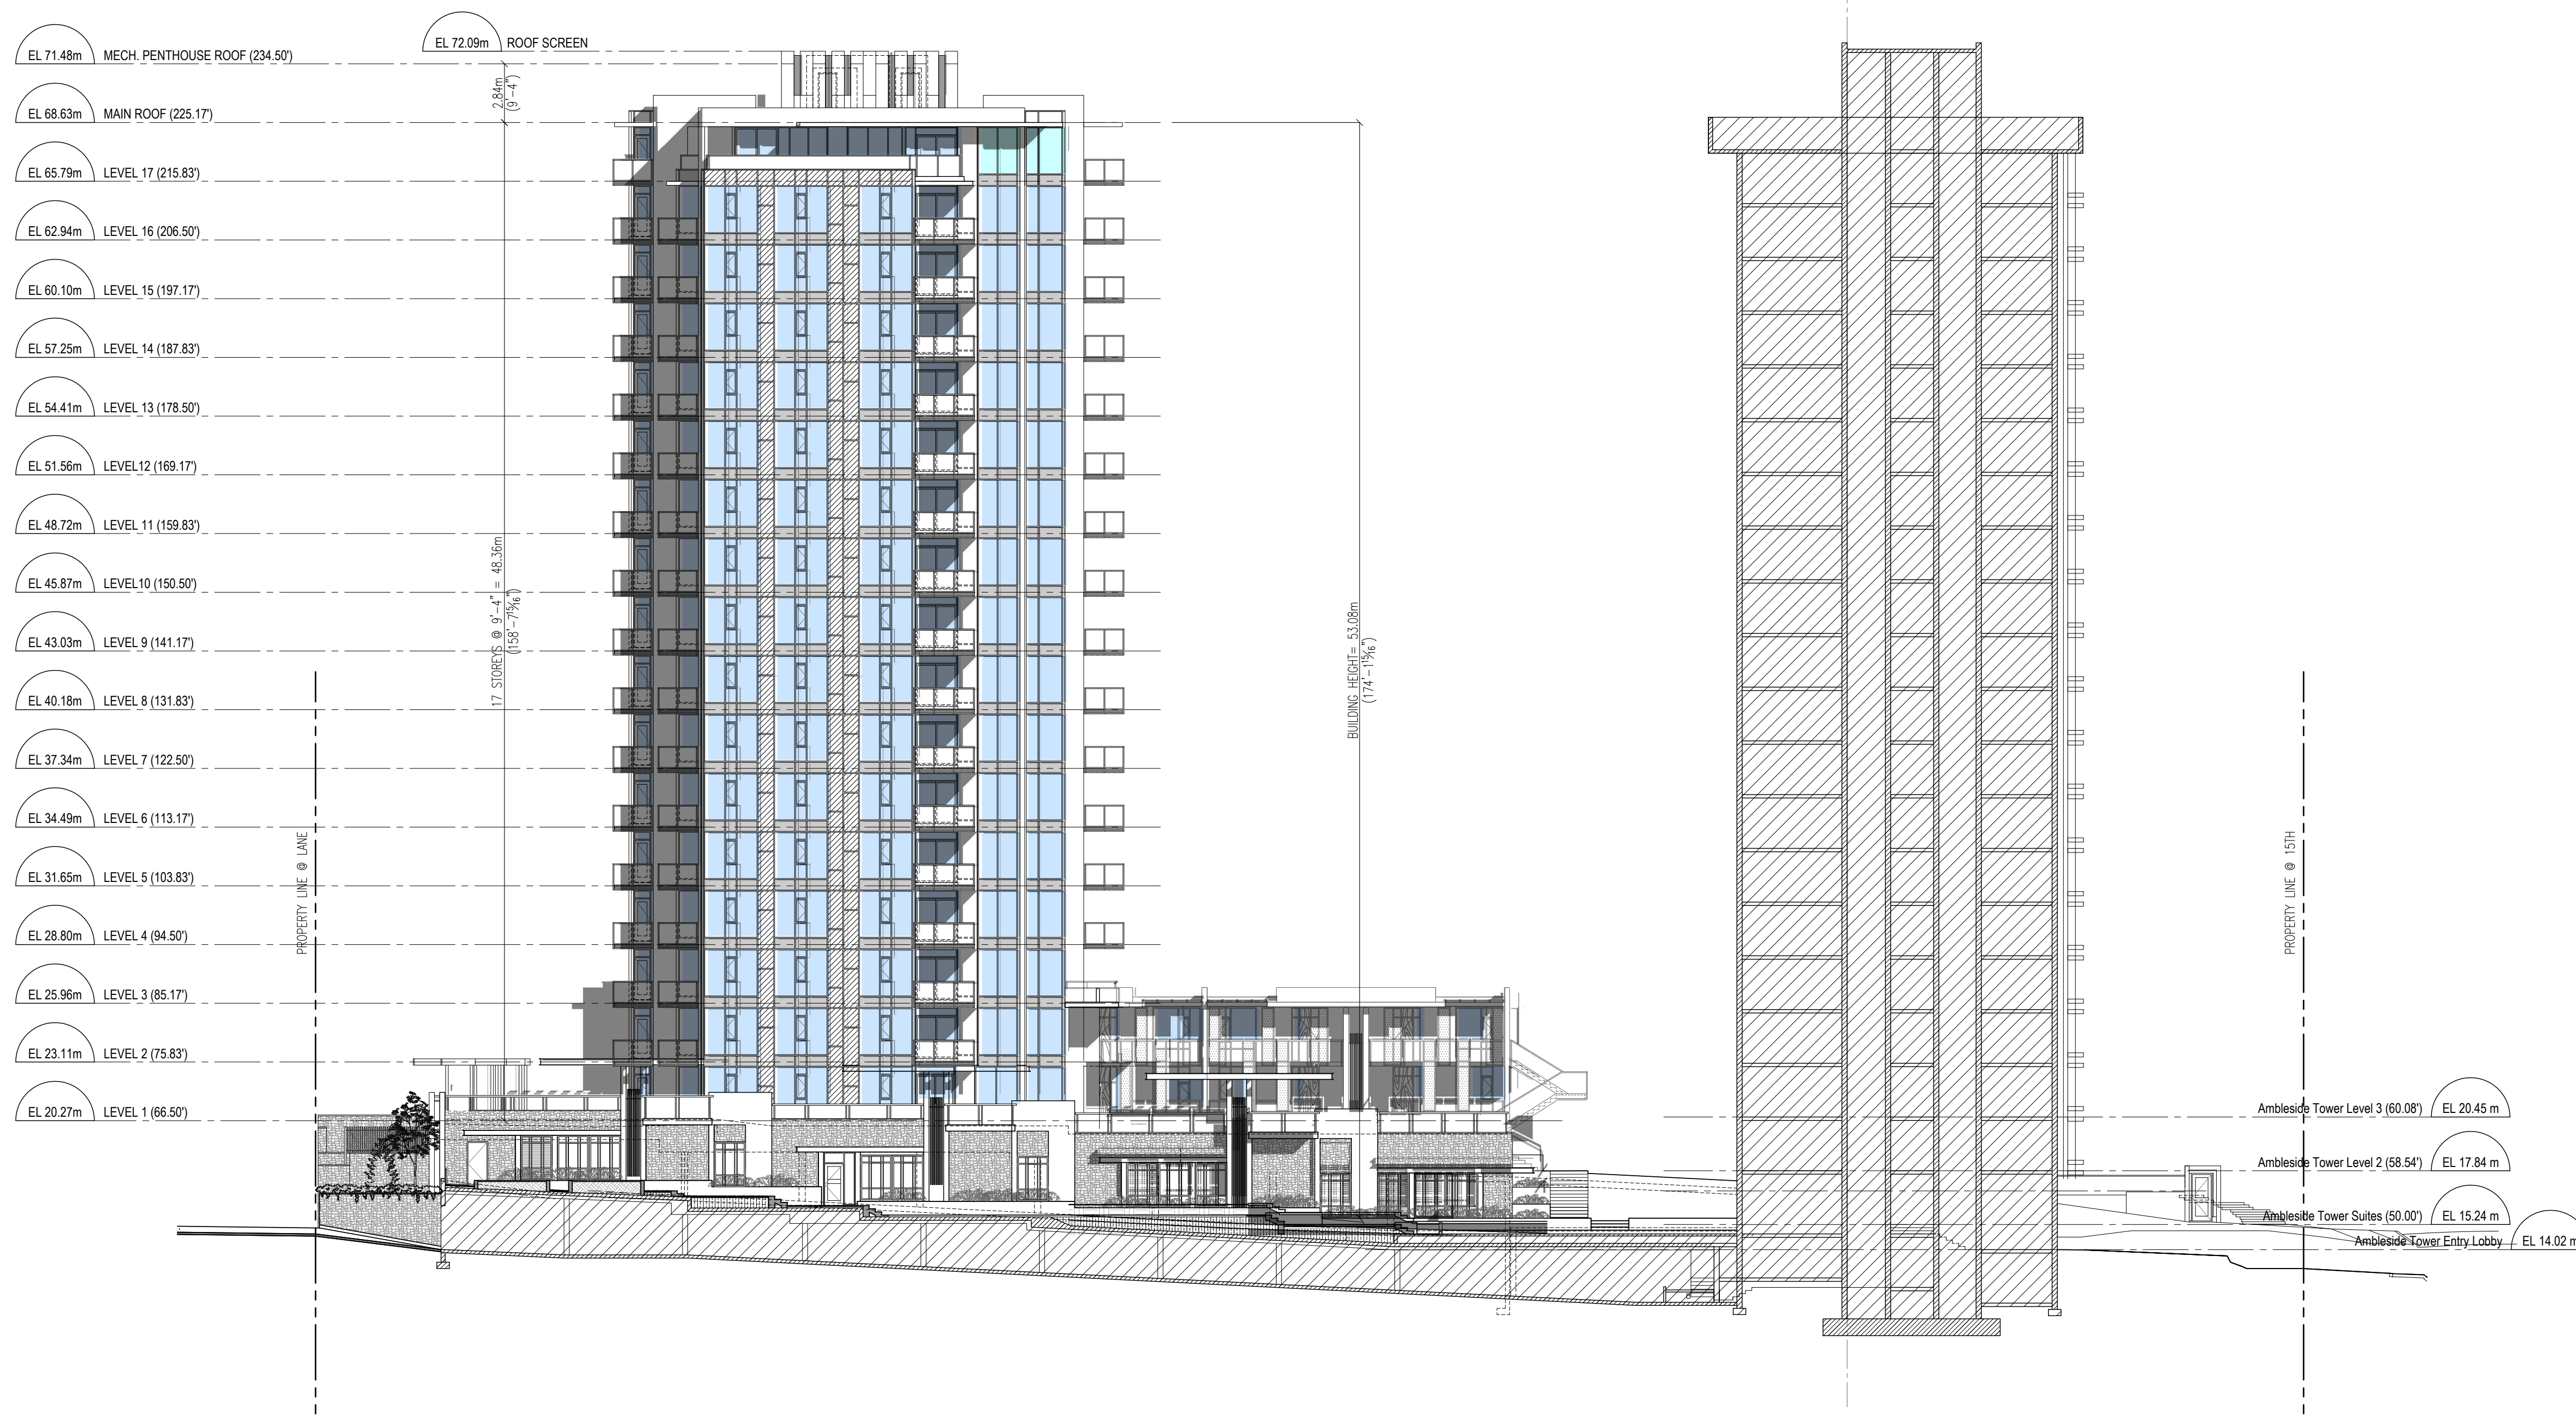 EL 72.09m ROOF SCREEN
EL 71.48m MECH. PENTHOUSE ROOF (234.50')
2.84m
(9'-4")
EL 68.63m MAIN ROOF (225.17')
EL 65.79m LEVEL 17 (215.83')
EL 62.94m LEVEL 16 (206.50')
EL 60.10m LEVEL 15 (197.17')
EL 57.25m LEVEL 14 (187.83')
EL 54.41m LEVEL 13 (178.50')
EL 51.56m LEVEL12 (169.17')
EL 48.72m LEVEL 11 (159.83')
EL 45.87m LEVEL10 (150.50')
EL 43.03m LEVEL 9 (141.17')
EL 40.18m LEVEL 8 (131.83')
EL 37.34m LEVEL 7 (122.50')
EL 34.49m LEVEL 6 (113.17')
EL 31.65m LEVEL 5 (103.83')
EL 28.80m LEVEL 4 (94.50')
EL 25.96m LEVEL 3 (85.17')
EL 23.11m LEVEL 2 (75.83')
EL 20.27m LEVEL 1 (66.50')
17 STOREYS @ 9'-4" = 48.36m
(158'-7 15/16")
BUILDING HEIGHT= 53.08m
(174'-1 15/16")
PROPERTY LINE @ LANE
PROPERTY LINE @ 15TH
Ambleside Tower Level 3 (60.08') EL 20.45 m
Ambleside Tower Level 2 (58.54') EL 17.84 m
Ambleside Tower Suites (50.00') EL 15.24 m
Ambleside Tower Entry Lobby EL 14.02 m